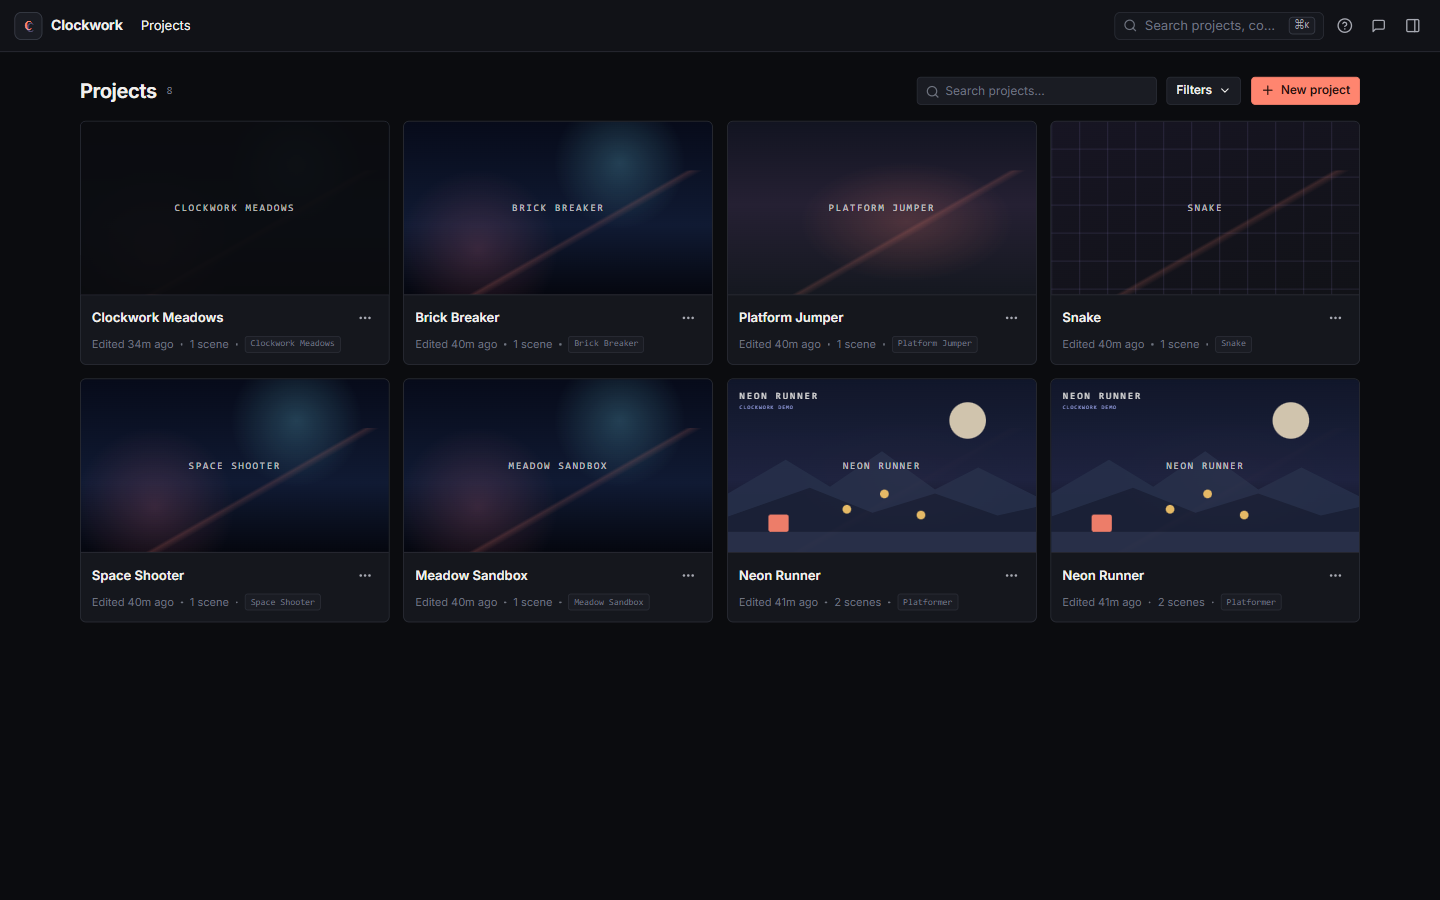 Clockwork Projects Search projects, co... ⌘K
Projects 8 Search projects... Filters New project
CLOCKWORK MEADOWS
Clockwork Meadows
Edited 34m ago • 1 scene • Clockwork Meadows
BRICK BREAKER
Brick Breaker
Edited 40m ago • 1 scene • Brick Breaker
PLATFORM JUMPER
Platform Jumper
Edited 40m ago • 1 scene • Platform Jumper
SNAKE
Snake
Edited 40m ago • 1 scene • Snake
SPACE SHOOTER
Space Shooter
Edited 40m ago • 1 scene • Space Shooter
MEADOW SANDBOX
Meadow Sandbox
Edited 40m ago • 1 scene • Meadow Sandbox
NEON RUNNER
CLOCKWORK DEMO
NEON RUNNER
Neon Runner
Edited 41m ago • 2 scenes • Platformer
NEON RUNNER
CLOCKWORK DEMO
NEON RUNNER
Neon Runner
Edited 41m ago • 2 scenes • Platformer